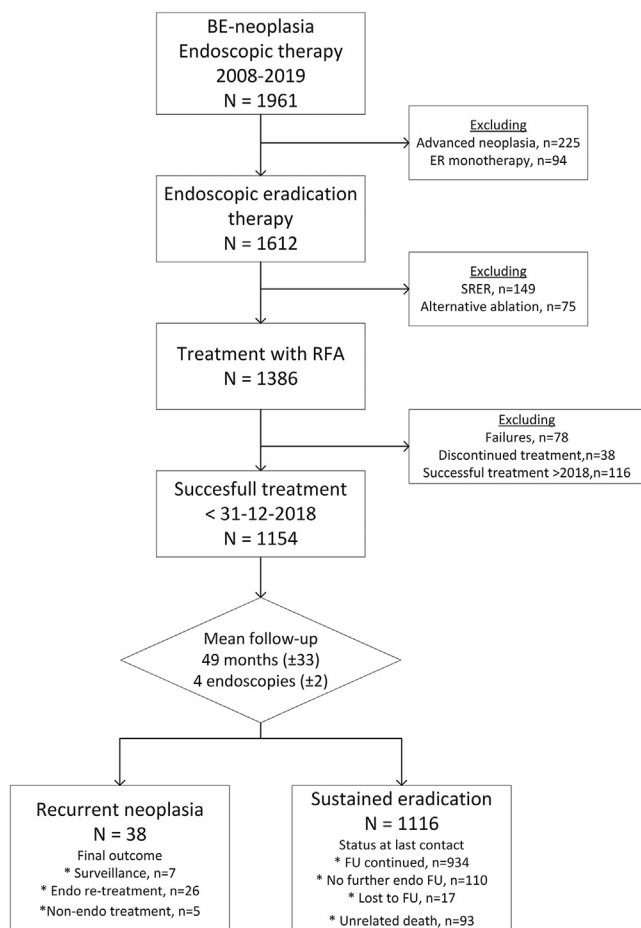 BE-neoplasia
Endoscopic therapy
2008-2019
N = 1961
Excluding
Advanced neoplasia, n=225
ER monotherapy, n=94
Endoscopic eradication
therapy
N = 1612
Excluding
SRER, n=149
Alternative ablation, n=75
Treatment with RFA
N = 1386
Excluding
Failures, n=78
Discontinued treatment,n=38
Successful treatment >2018,n=116
Succesfull treatment
< 31-12-2018
N = 1154
Mean follow-up
49 months (±33)
4 endoscopies (±2)
Recurrent neoplasia
N = 38
Final outcome
* Surveillance, n=7
* Endo re-treatment, n=26
*Non-endo treatment, n=5
Sustained eradication
N = 1116
Status at last contact
* FU continued, n=934
* No further endo FU, n=110
* Lost to FU, n=17
* Unrelated death, n=93